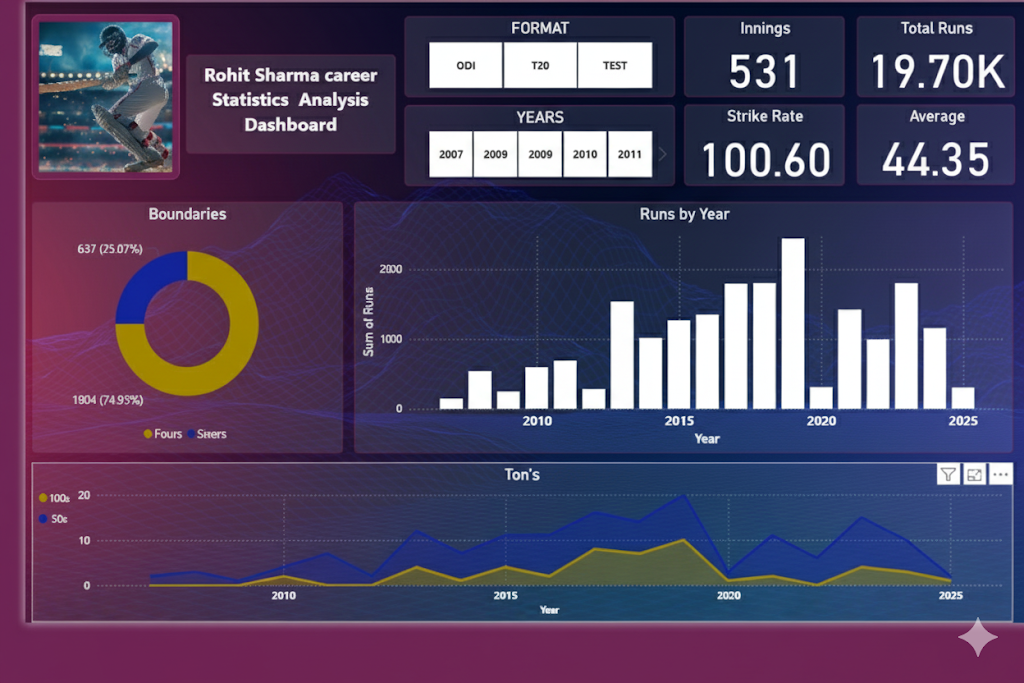 Rohit Sharma career
Statistics Analysis
Dashboard
FORMAT
ODI
T20
TEST
YEARS
2007
2009
2009
2010
2011
Innings
531
Total Runs
19.70K
Strike Rate
100.60
Average
44.35
Boundaries
637 (25.07%)
1904 (74.93%)
Fours
Runs by Year
Sum of Runs
2000
1000
0
2010
2015
2020
2025
Year
Ton's
100s
50s
20
10
0
2010
2015
2020
2025
Year